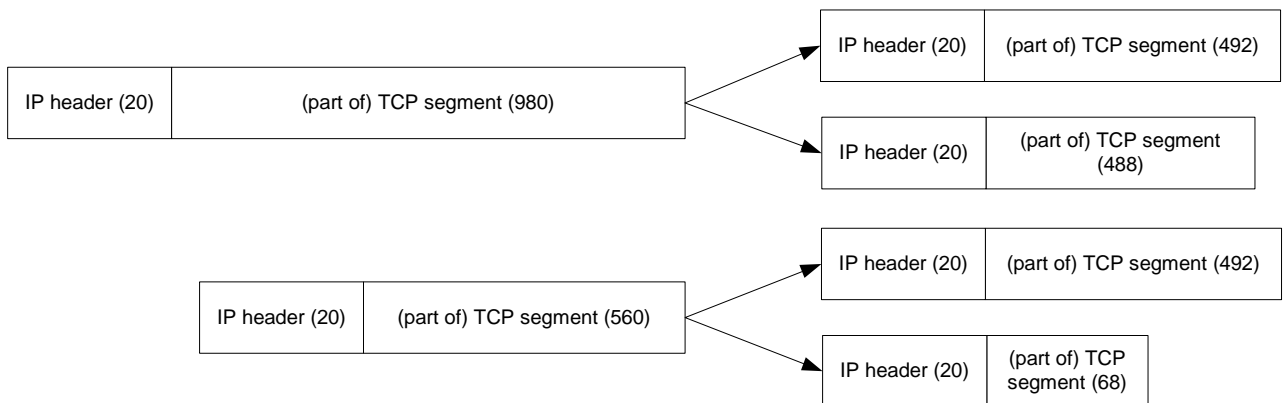 IP header (20)
(part of) TCP segment (980)
IP header (20)
(part of) TCP segment (492)
IP header (20)
(part of) TCP segment
(488)
IP header (20)
(part of) TCP segment (560)
IP header (20)
(part of) TCP segment (492)
IP header (20)
(part of) TCP
segment (68)